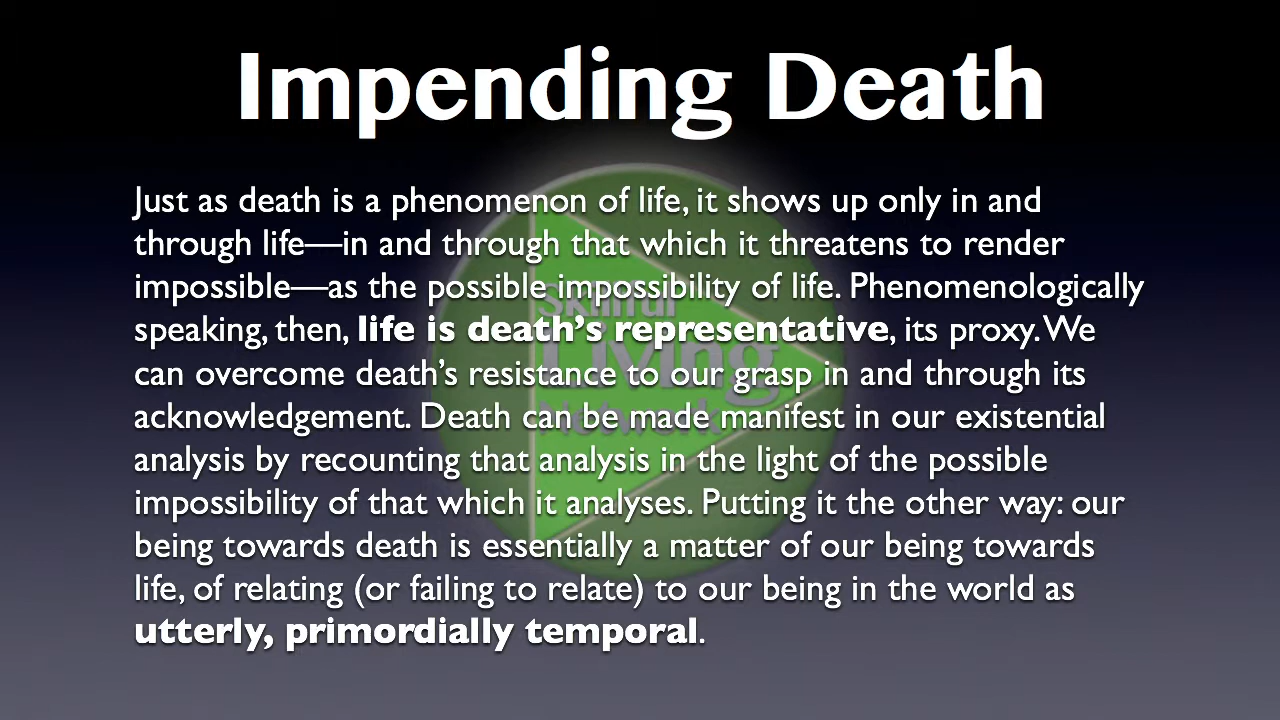 Impending Death
Just as death is a phenomenon of life, it shows up only in and
through life—in and through that which it threatens to render
impossible—as the possible impossibility of life. Phenomenologically
speaking, then, life is death's representative, its proxy. We
can overcome death's resistance to our grasp in and through its
acknowledgement. Death can be made manifest in our existential
analysis by recounting that analysis in the light of the possible
impossibility of that which it analyses. Putting it the other way: our
being towards death is essentially a matter of our being towards
life, of relating (or failing to relate) to our being in the world as
utterly, primordially temporal.
Skilful
Living
Network